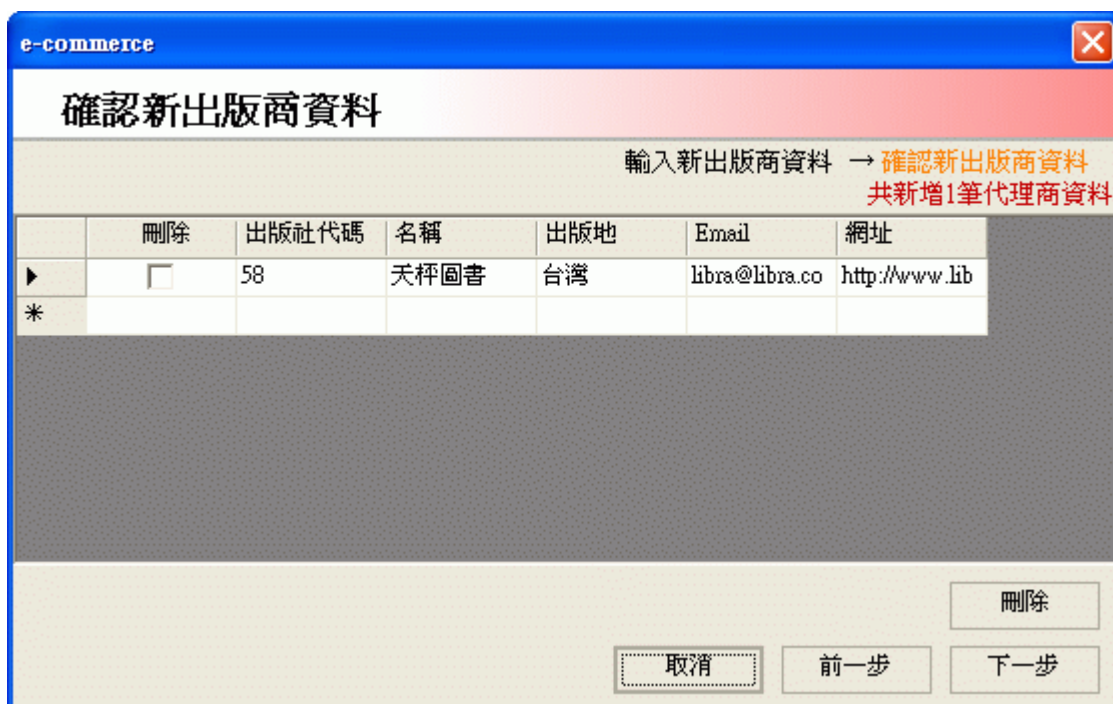 e-commerce
確認新出版商資料
輸入新出版商資料 → 確認新出版商資料
共新增1筆代理商資料
刪除 出版社代碼 名稱 出版地 Email 網址
58 天枰圖書 台灣 libra@libra.co http://www.lib
刪除
取消 前一步 下一步